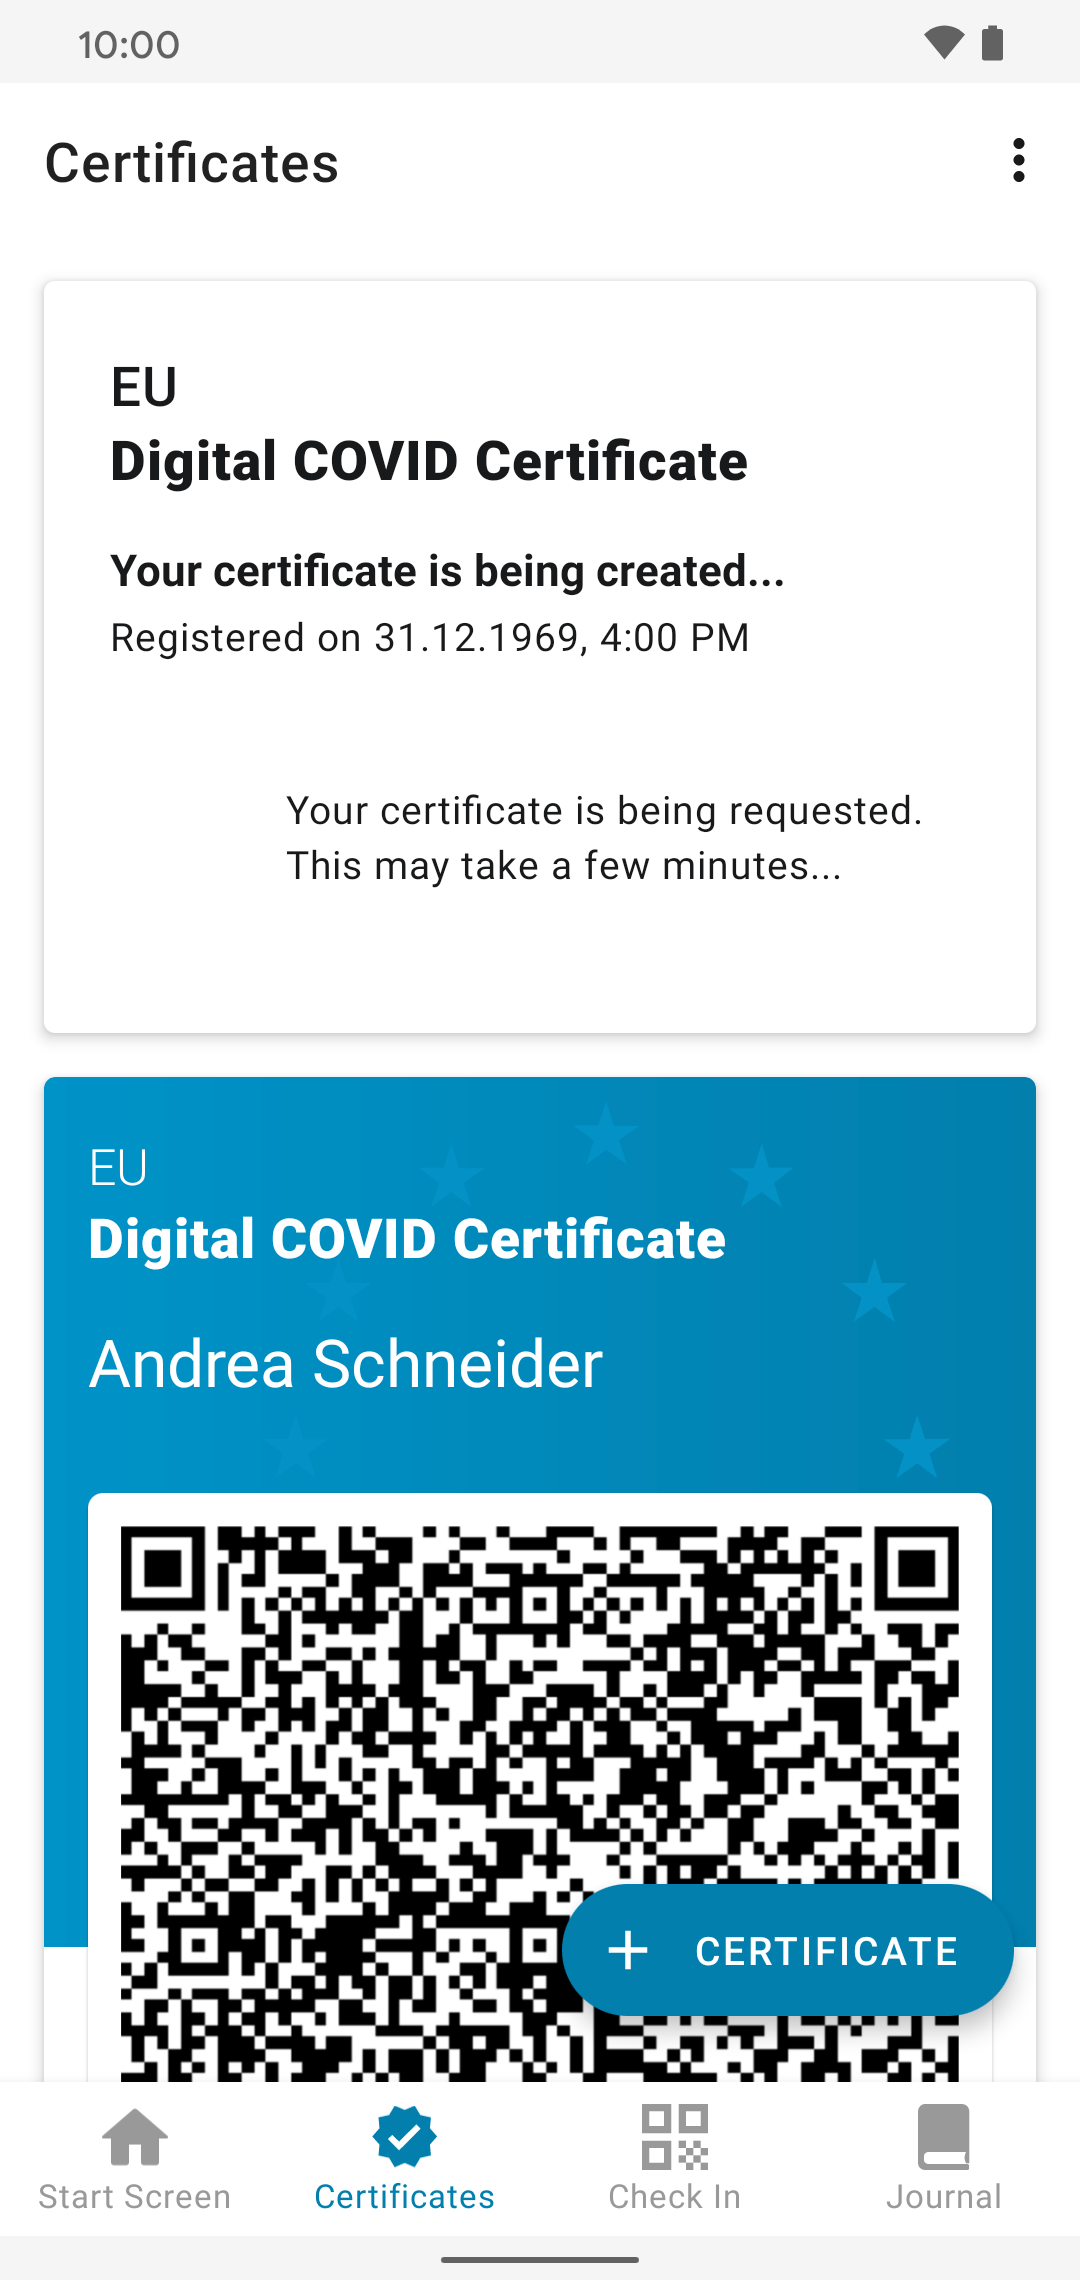 10:00
Certificates
EU
Digital COVID Certificate
Your certificate is being created...
Registered on 31.12.1969, 4:00 PM
Your certificate is being requested.
This may take a few minutes...
EU
Digital COVID Certificate
Andrea Schneider
CERTIFICATE
Start Screen
Certificates
Check In
Journal